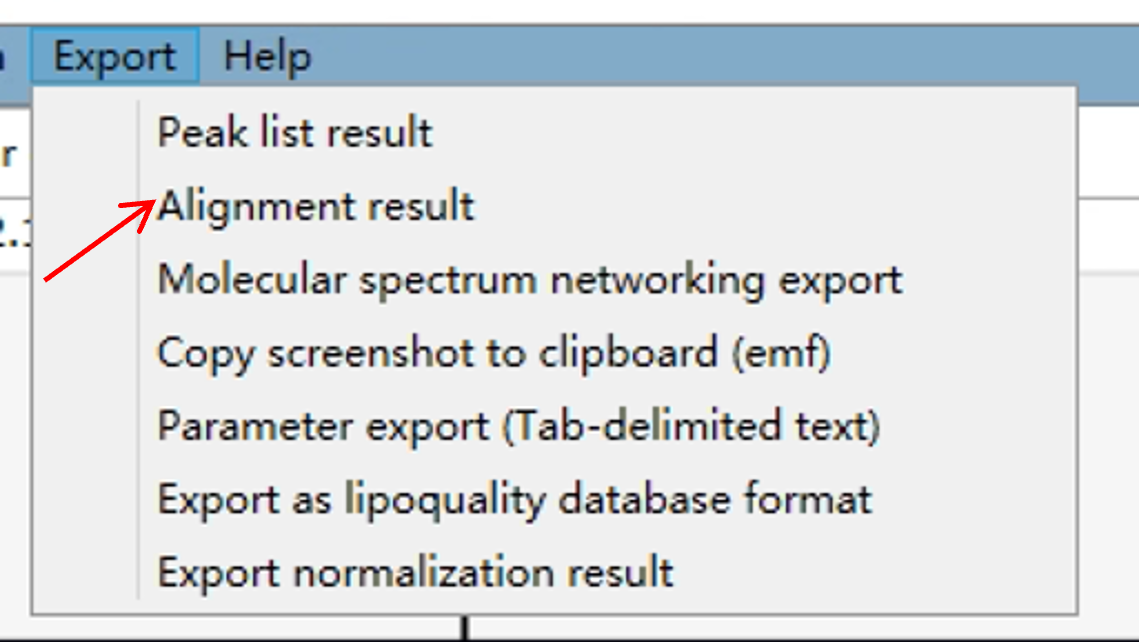 Export Help
Peak list result
Alignment result
Molecular spectrum networking export
Copy screenshot to clipboard (emf)
Parameter export (Tab-delimited text)
Export as lipoquality database format
Export normalization result